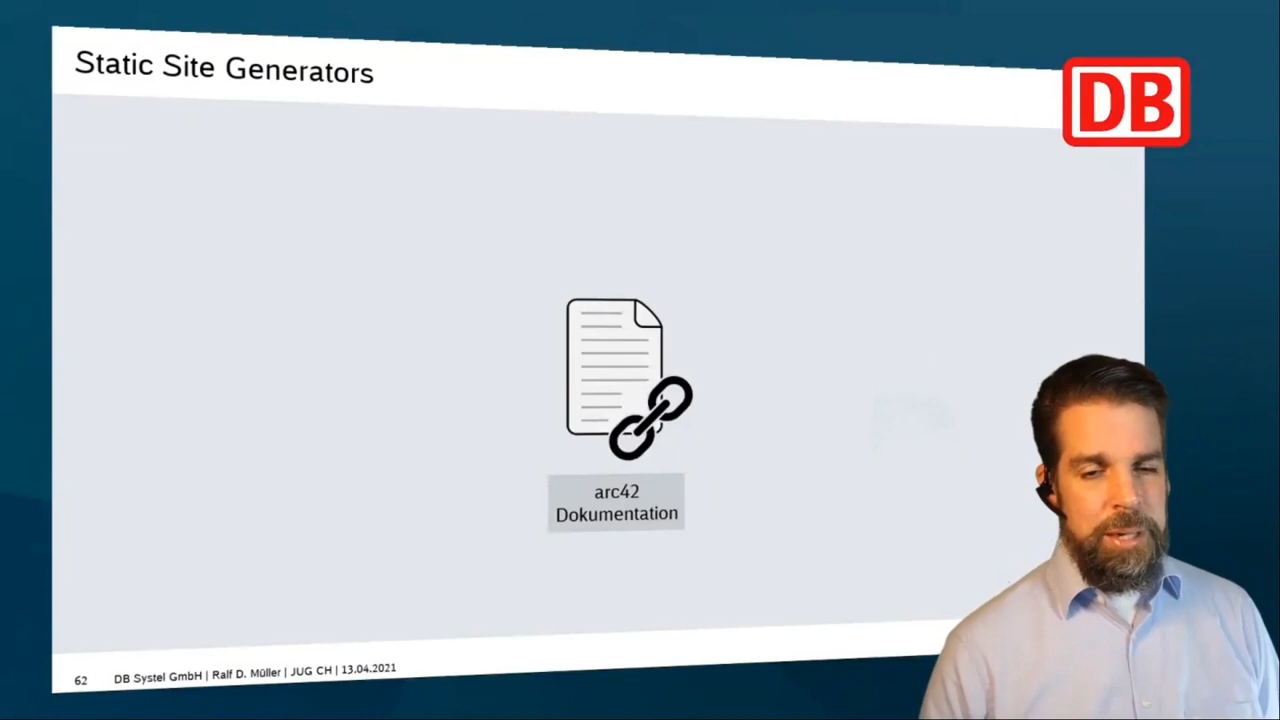 Static Site Generators
DB
arc42
Dokumentation
62 DB Systel GmbH | Ralf D. Müller | JUG CH | 13.04.2021